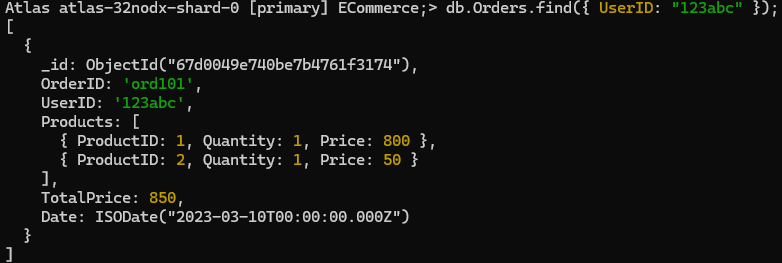 Atlas atlas-32nodx-shard-0 [primary] ECommerce;> db.Orders.find({ UserID: "123abc" });
[
  {
    _id: ObjectId("67d0049e740be7b4761f3174"),
    OrderID: 'ord101',
    UserID: '123abc',
    Products: [
      { ProductID: 1, Quantity: 1, Price: 800 },
      { ProductID: 2, Quantity: 1, Price: 50 }
    ],
    TotalPrice: 850,
    Date: ISODate("2023-03-10T00:00:00.000Z")
  }
]